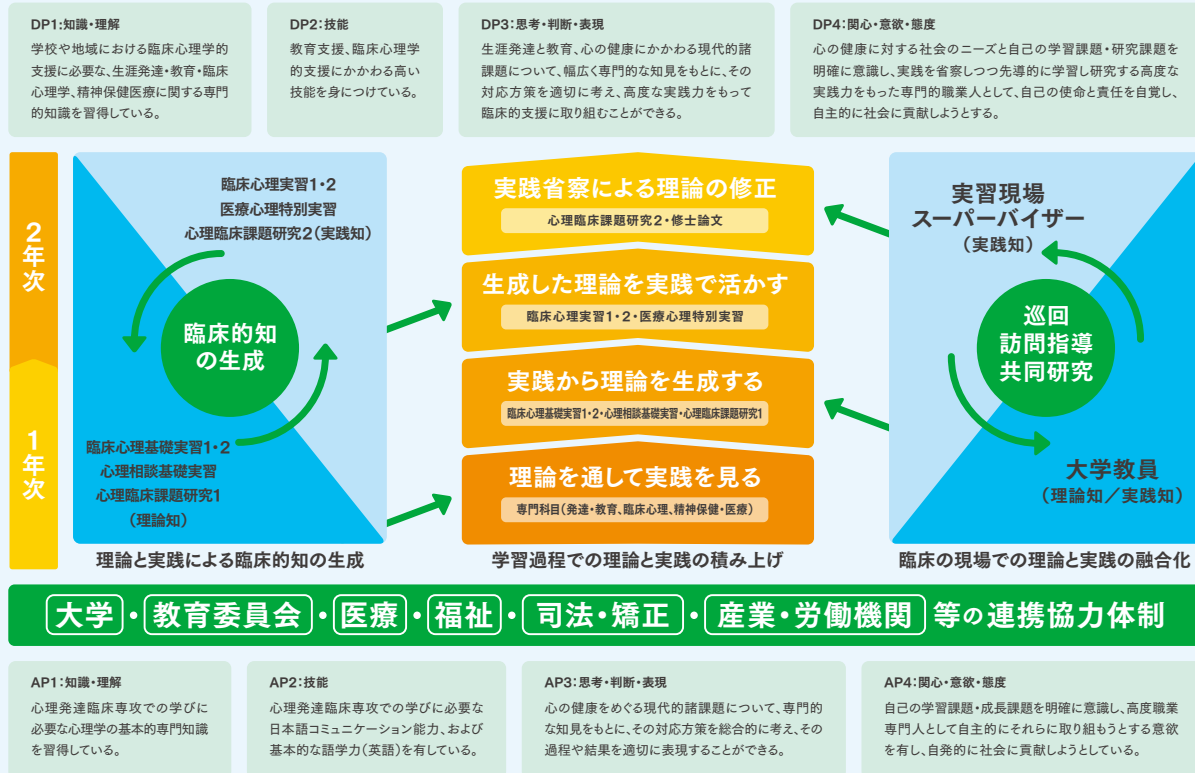 DP1:知識・理解
学校や地域における臨床心理学的
支援に必要な、生涯発達・教育・臨床
心理学、精神保健医療に関する専門
的知識を習得している。
DP2:技能
教育支援、臨床心理学
的支援にかかわる高い
技能を身につけている。
DP3:思考・判断・表現
生涯発達と教育、心の健康にかかわる現代的諸
課題について、幅広く専門的な知見をもとに、その
対応方策を適切に考え、高度な実践力をもって
臨床的支援に取り組むことができる。
DP4:関心・意欲・態度
心の健康に対する社会のニーズと自己の学習課題・研究課題を
明確に意識し、実践を省察しつつ先導的に学習し研究する高度な
実践力をもった専門的職業人として、自己の使命と責任を自覚し、
自主的に社会に貢献しようとする。
2年次
1年次
臨床心理実習1・2
医療心理特別実習
心理臨床課題研究2(実践知)
臨床的知
の生成
臨床心理基礎実習1・2
心理相談基礎実習
心理臨床課題研究1
(理論知)
理論と実践による臨床的知の生成
実践省察による理論の修正
心理臨床課題研究2・修士論文
生成した理論を実践で活かす
臨床心理実習1・2・医療心理特別実習
実践から理論を生成する
臨床心理基礎実習1・2・心理相談基礎実習・心理臨床課題研究1
理論を通して実践を見る
専門科目(発達・教育、臨床心理、精神保健・医療)
学習過程での理論と実践の積み上げ
実習現場
スーパーバイザー
(実践知)
巡回
訪問指導
共同研究
大学教員
(理論知/実践知)
臨床の現場での理論と実践の融合化
大学・教育委員会・医療・福祉・司法・矯正・産業・労働機関 等の連携協力体制
AP1:知識・理解
心理発達臨床専攻での学びに
必要な心理学の基本的専門知識
を習得している。
AP2:技能
心理発達臨床専攻での学びに必要な
日本語コミュニケーション能力、および
基本的な語学力(英語)を有している。
AP3:思考・判断・表現
心の健康をめぐる現代的諸課題について、専門的
な知見をもとに、その対応方策を総合的に考え、その
過程や結果を適切に表現することができる。
AP4:関心・意欲・態度
自己の学習課題・成長課題を明確に意識し、高度職業
専門人として自主的にそれらに取り組もうとする意欲
を有し、自発的に社会に貢献しようとしている。